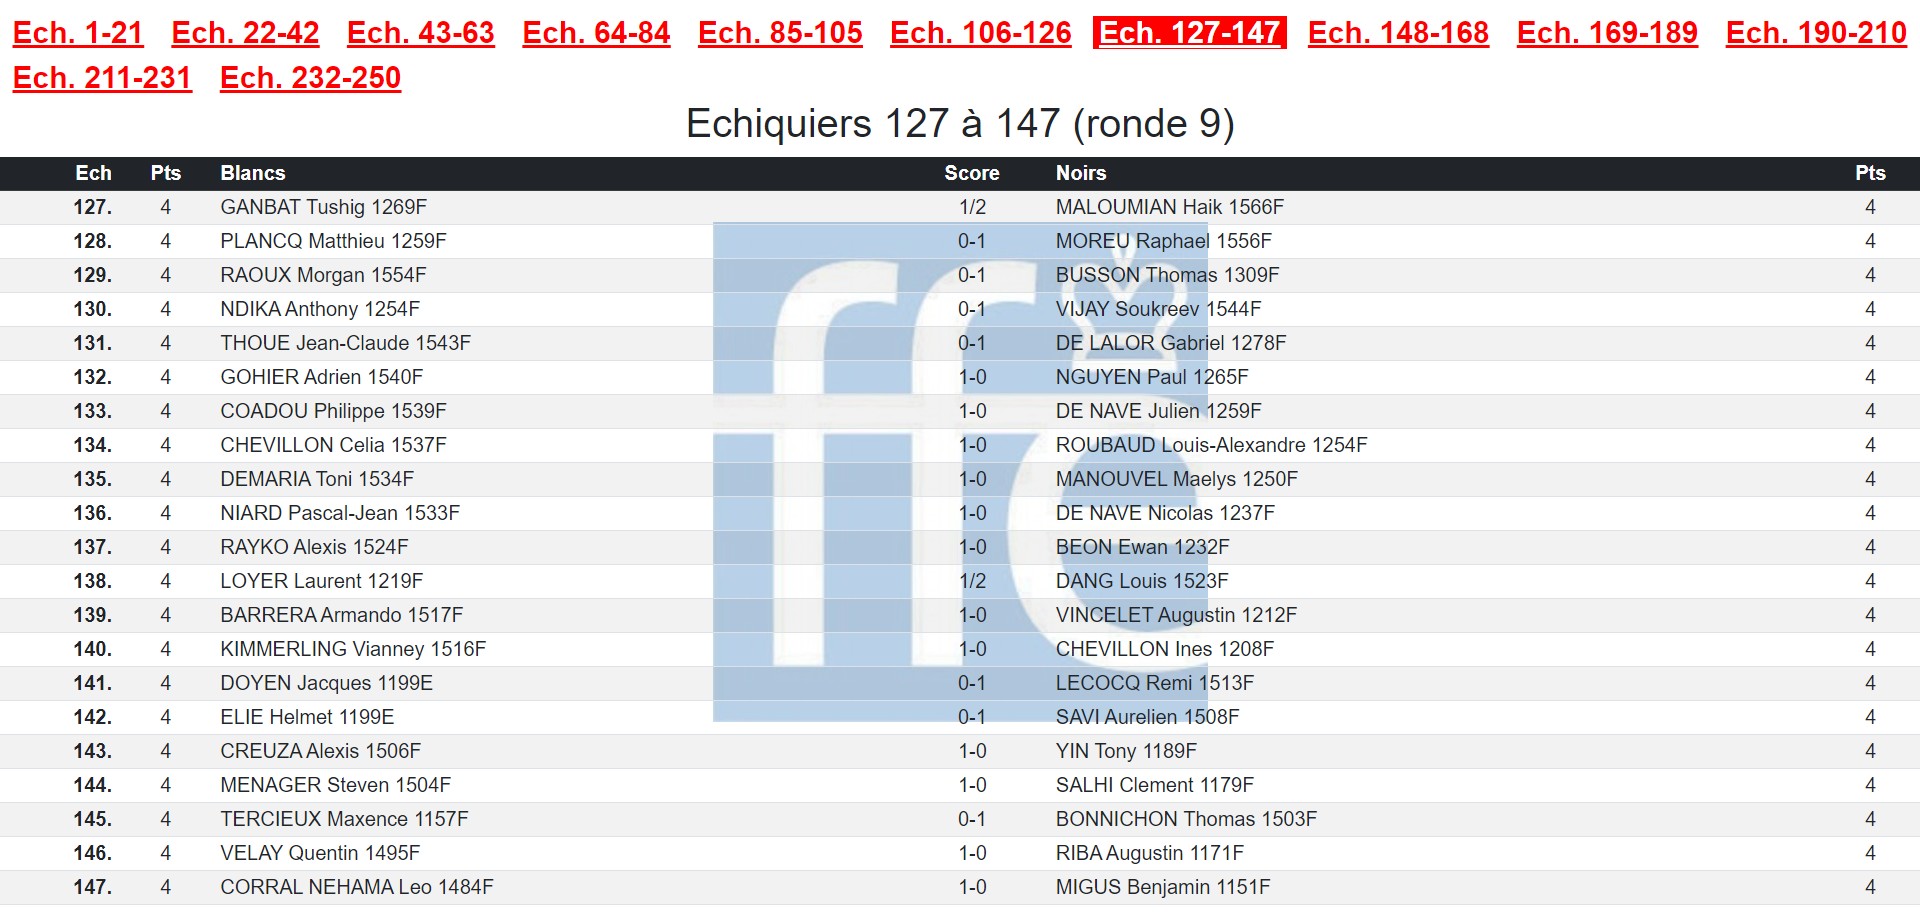 Ech. 1-21 Ech. 22-42 Ech. 43-63 Ech. 64-84 Ech. 85-105 Ech. 106-126 Ech. 127-147 Ech. 148-168 Ech. 169-189 Ech. 190-210
Ech. 211-231 Ech. 232-250
Echiquiers 127 à 147 (ronde 9)
Ech Pts Blancs Score Noirs Pts
127. 4 GANBAT Tushig 1269F 1/2 MALOUMIAN Haik 1566F 4
128. 4 PLANCQ Matthieu 1259F 0-1 MOREU Raphael 1556F 4
129. 4 RAOUX Morgan 1554F 0-1 BUSSON Thomas 1309F 4
130. 4 NDIKA Anthony 1254F 0-1 VIJAY Soukreev 1544F 4
131. 4 THOUE Jean-Claude 1543F 0-1 DE LALOR Gabriel 1278F 4
132. 4 GOHIER Adrien 1540F 1-0 NGUYEN Paul 1265F 4
133. 4 COADOU Philippe 1539F 1-0 DE NAVE Julien 1259F 4
134. 4 CHEVILLON Celia 1537F 1-0 ROUBAUD Louis-Alexandre 1254F 4
135. 4 DEMARIA Toni 1534F 1-0 MANOUVEL Maelys 1250F 4
136. 4 NIARD Pascal-Jean 1533F 1-0 DE NAVE Nicolas 1237F 4
137. 4 RAYKO Alexis 1524F 1-0 BEON Ewan 1232F 4
138. 4 LOYER Laurent 1219F 1/2 DANG Louis 1523F 4
139. 4 BARRERA Armando 1517F 1-0 VINCELET Augustin 1212F 4
140. 4 KIMMERLING Vianney 1516F 1-0 CHEVILLON Ines 1208F 4
141. 4 DOYEN Jacques 1199E 0-1 LECOCQ Remi 1513F 4
142. 4 ELIE Helmet 1199E 0-1 SAVI Aurelien 1508F 4
143. 4 CREUZA Alexis 1506F 1-0 YIN Tony 1189F 4
144. 4 MENAGER Steven 1504F 1-0 SALHI Clement 1179F 4
145. 4 TERCIEUX Maxence 1157F 0-1 BONNICHON Thomas 1503F 4
146. 4 VELAY Quentin 1495F 1-0 RIBA Augustin 1171F 4
147. 4 CORRAL NEHAMA Leo 1484F 1-0 MIGUS Benjamin 1151F 4
ffe